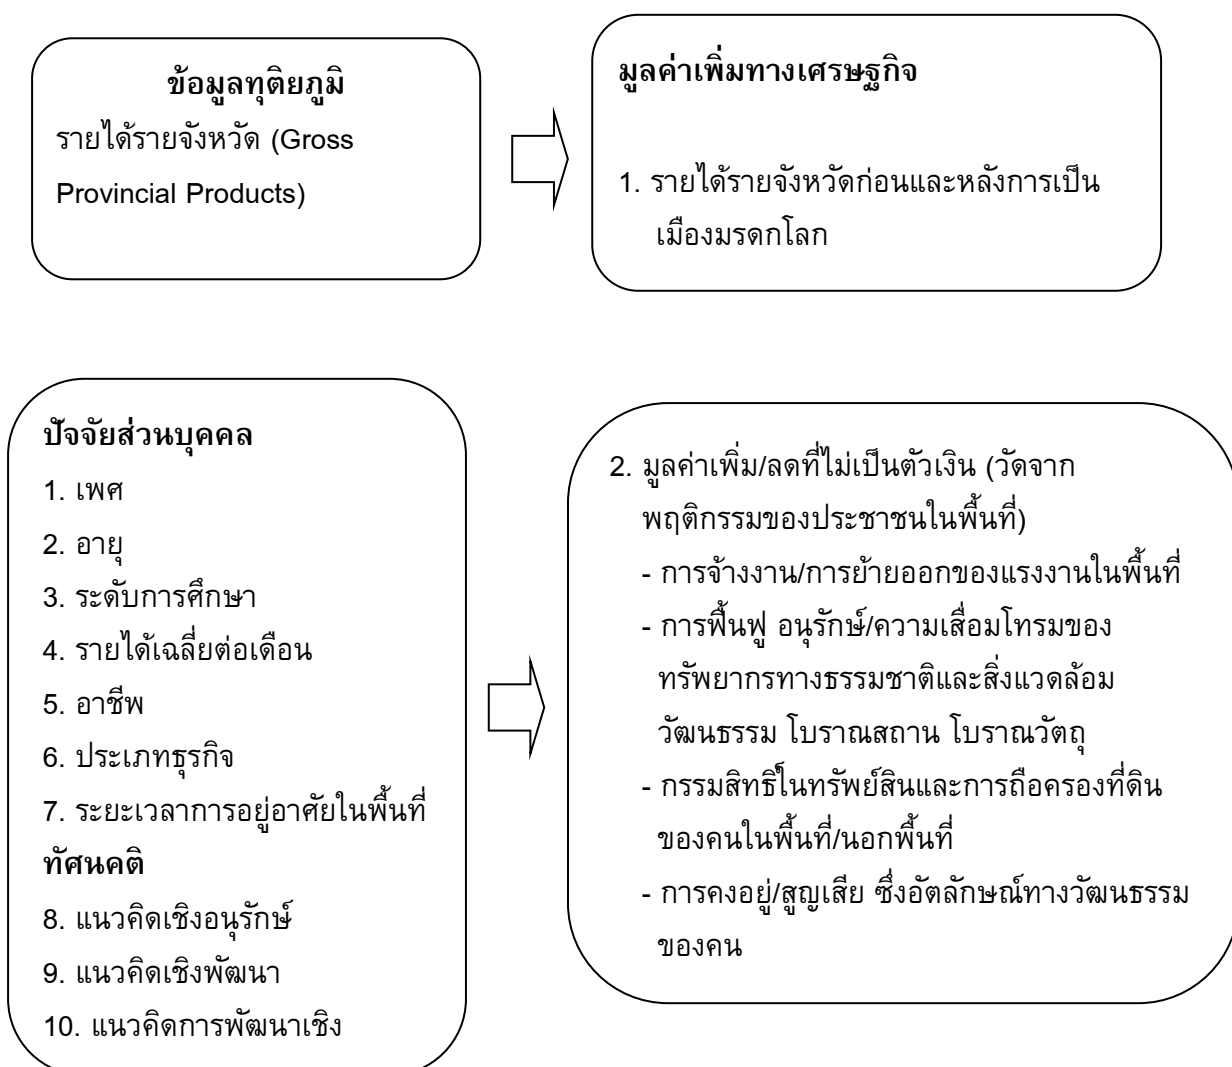 ข้อมูลทุติยภูมิ
รายได้รายจังหวัด (Gross
Provincial Products)
มูลค่าเพิ่มทางเศรษฐกิจ
1. รายได้รายจังหวัดก่อนและหลังการเป็น
เมืองมรดกโลก
ปัจจัยส่วนบุคคล
1. เพศ
2. อายุ
3. ระดับการศึกษา
4. รายได้เฉลี่ยต่อเดือน
5. อาชีพ
6. ประเภทธุรกิจ
7. ระยะเวลาการอยู่อาศัยในพื้นที่
ทัศนคติ
8. แนวคิดเชิงอนุรักษ์
9. แนวคิดเชิงพัฒนา
10. แนวคิดการพัฒนาเชิง
2. มูลค่าเพิ่ม/ลดที่ไม่เป็นตัวเงิน (วัดจาก
พฤติกรรมของประชาชนในพื้นที่)
- การจ้างงาน/การย้ายออกของแรงงานในพื้นที่
- การฟื้นฟู อนุรักษ์/ความเสื่อมโทรมของ
ทรัพยากรทางธรรมชาติและสิ่งแวดล้อม
วัฒนธรรม โบราณสถาน โบราณวัตถุ
- กรรมสิทธิ์ในทรัพย์สินและการถือครองที่ดิน
ของคนในพื้นที่/นอกพื้นที่
- การคงอยู่/สูญเสีย ซึ่งอัตลักษณ์ทางวัฒนธรรม
ของคน